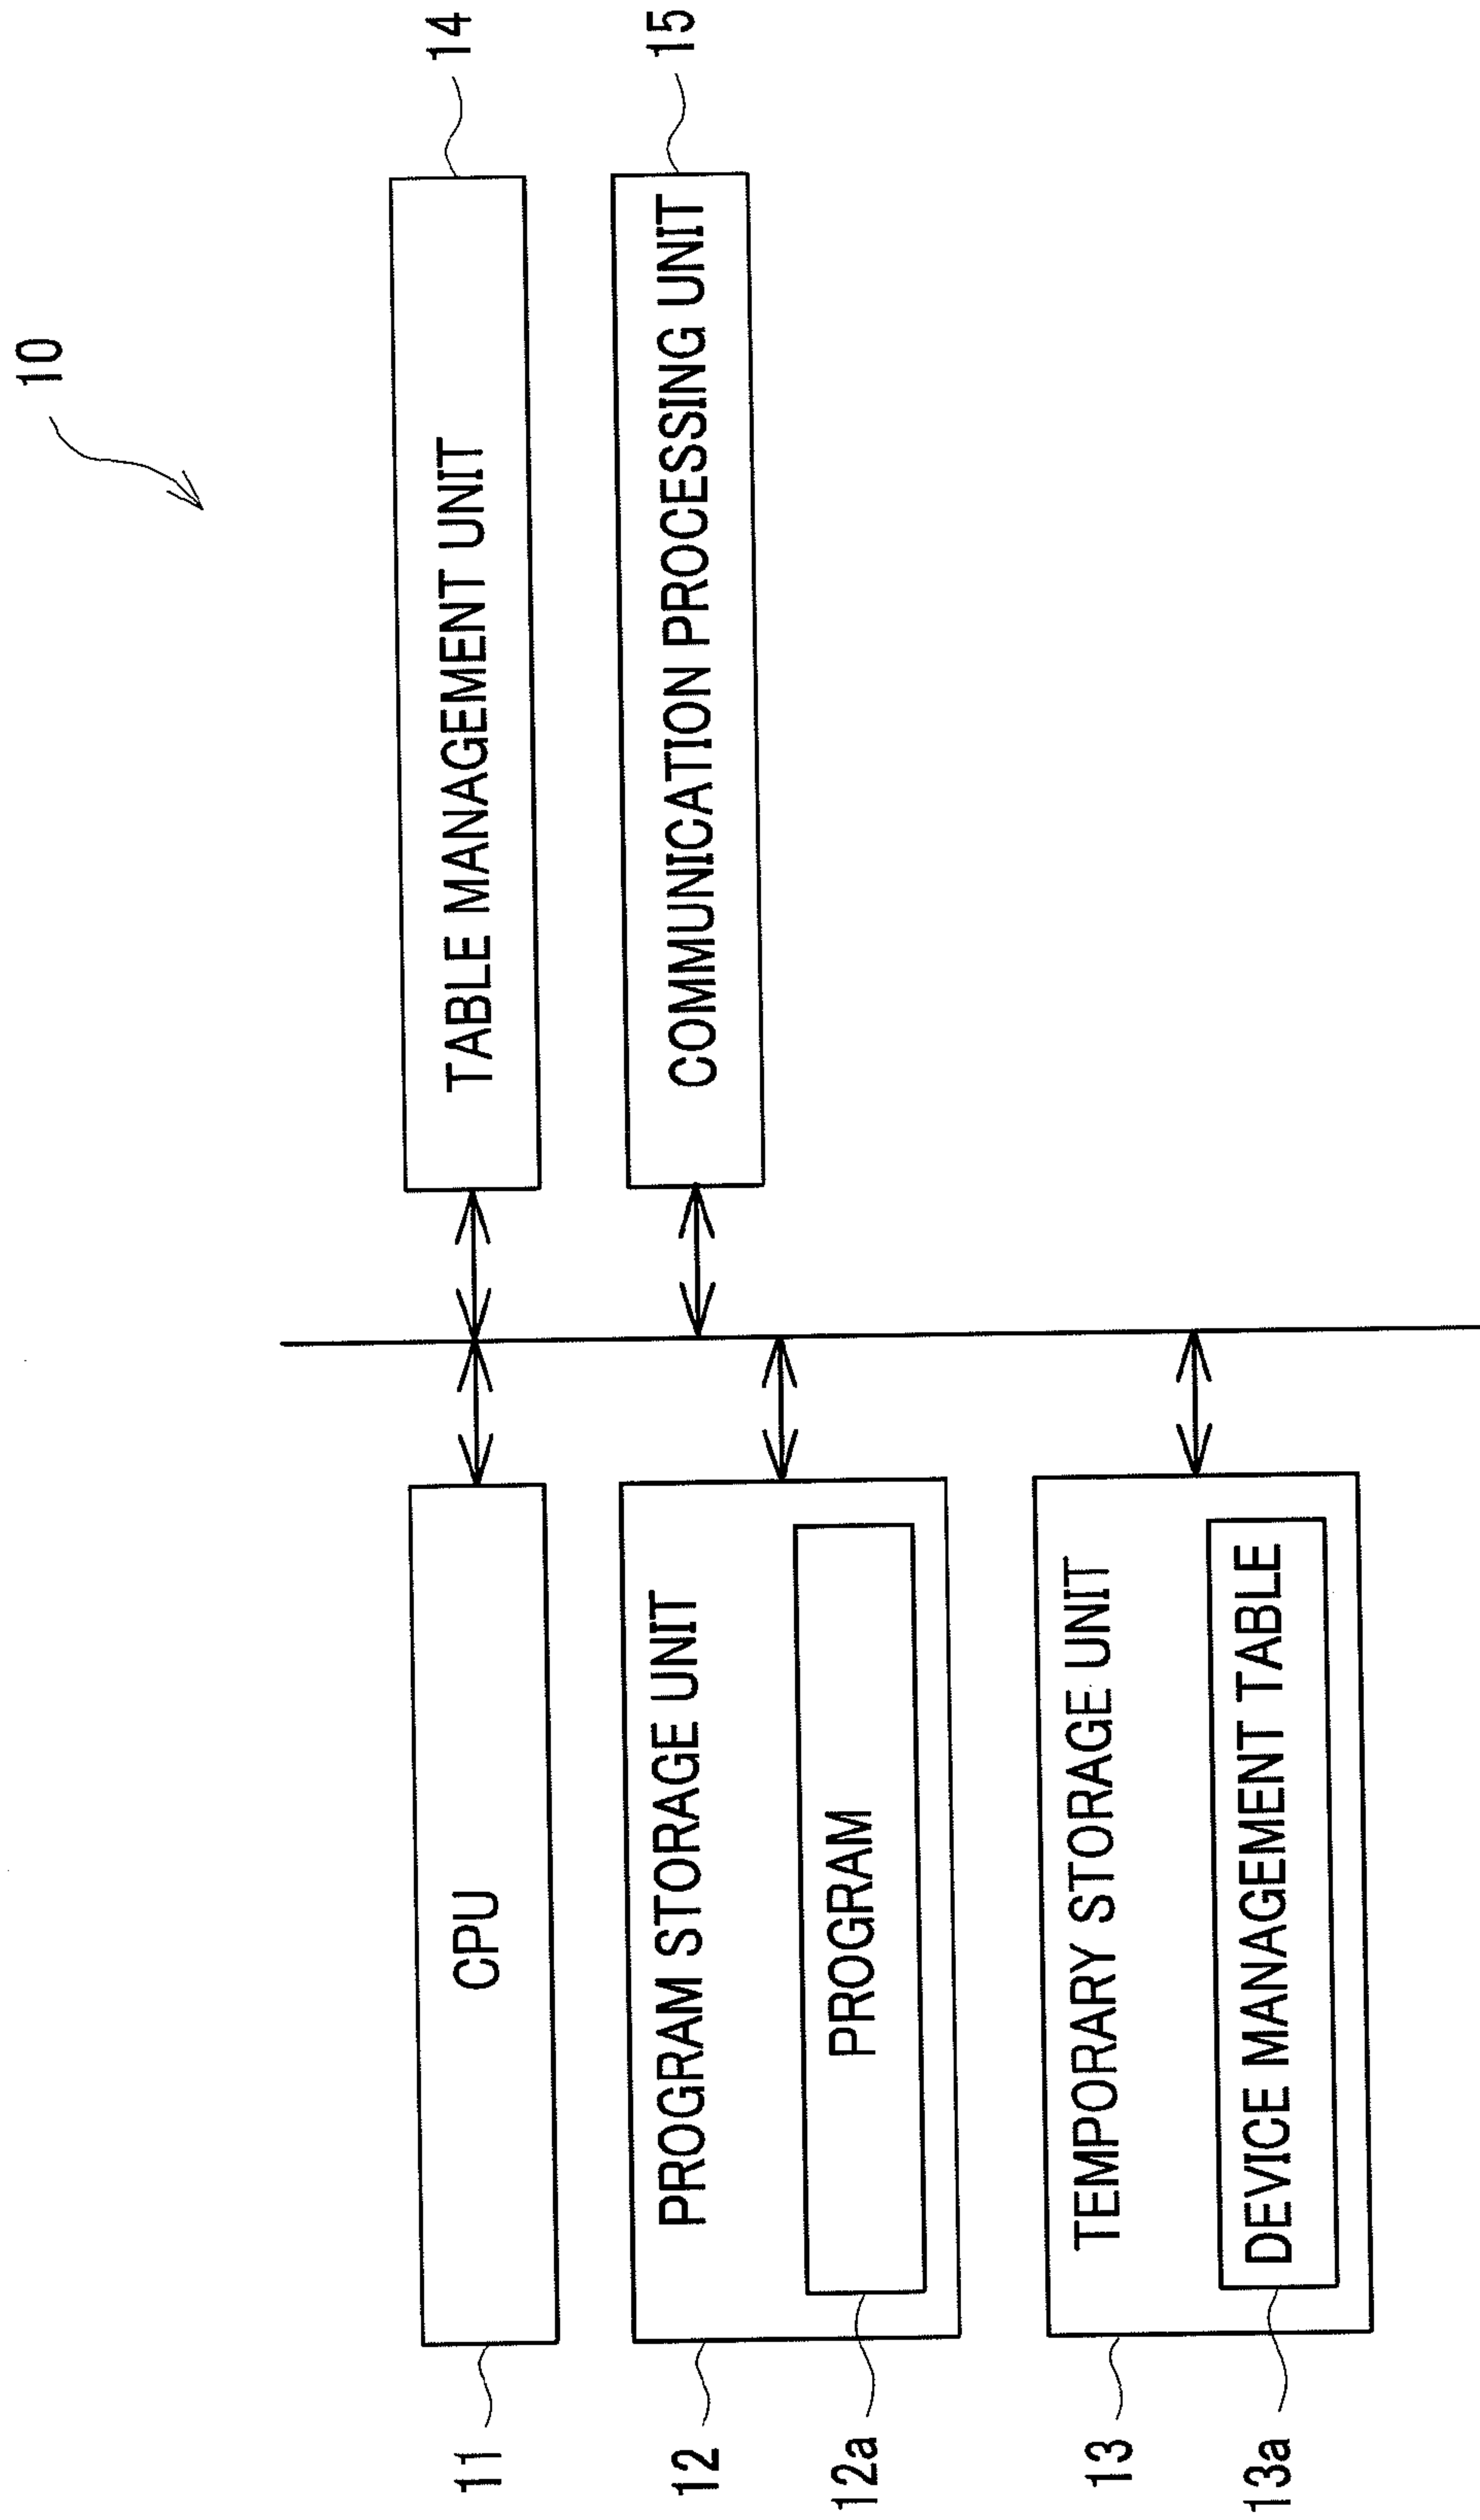 10
11
CPU
TABLE MANAGEMENT UNIT
14
12
PROGRAM STORAGE UNIT
COMMUNICATION PROCESSING UNIT
15
12a
PROGRAM
13
TEMPORARY STORAGE UNIT
13a
DEVICE MANAGEMENT TABLE